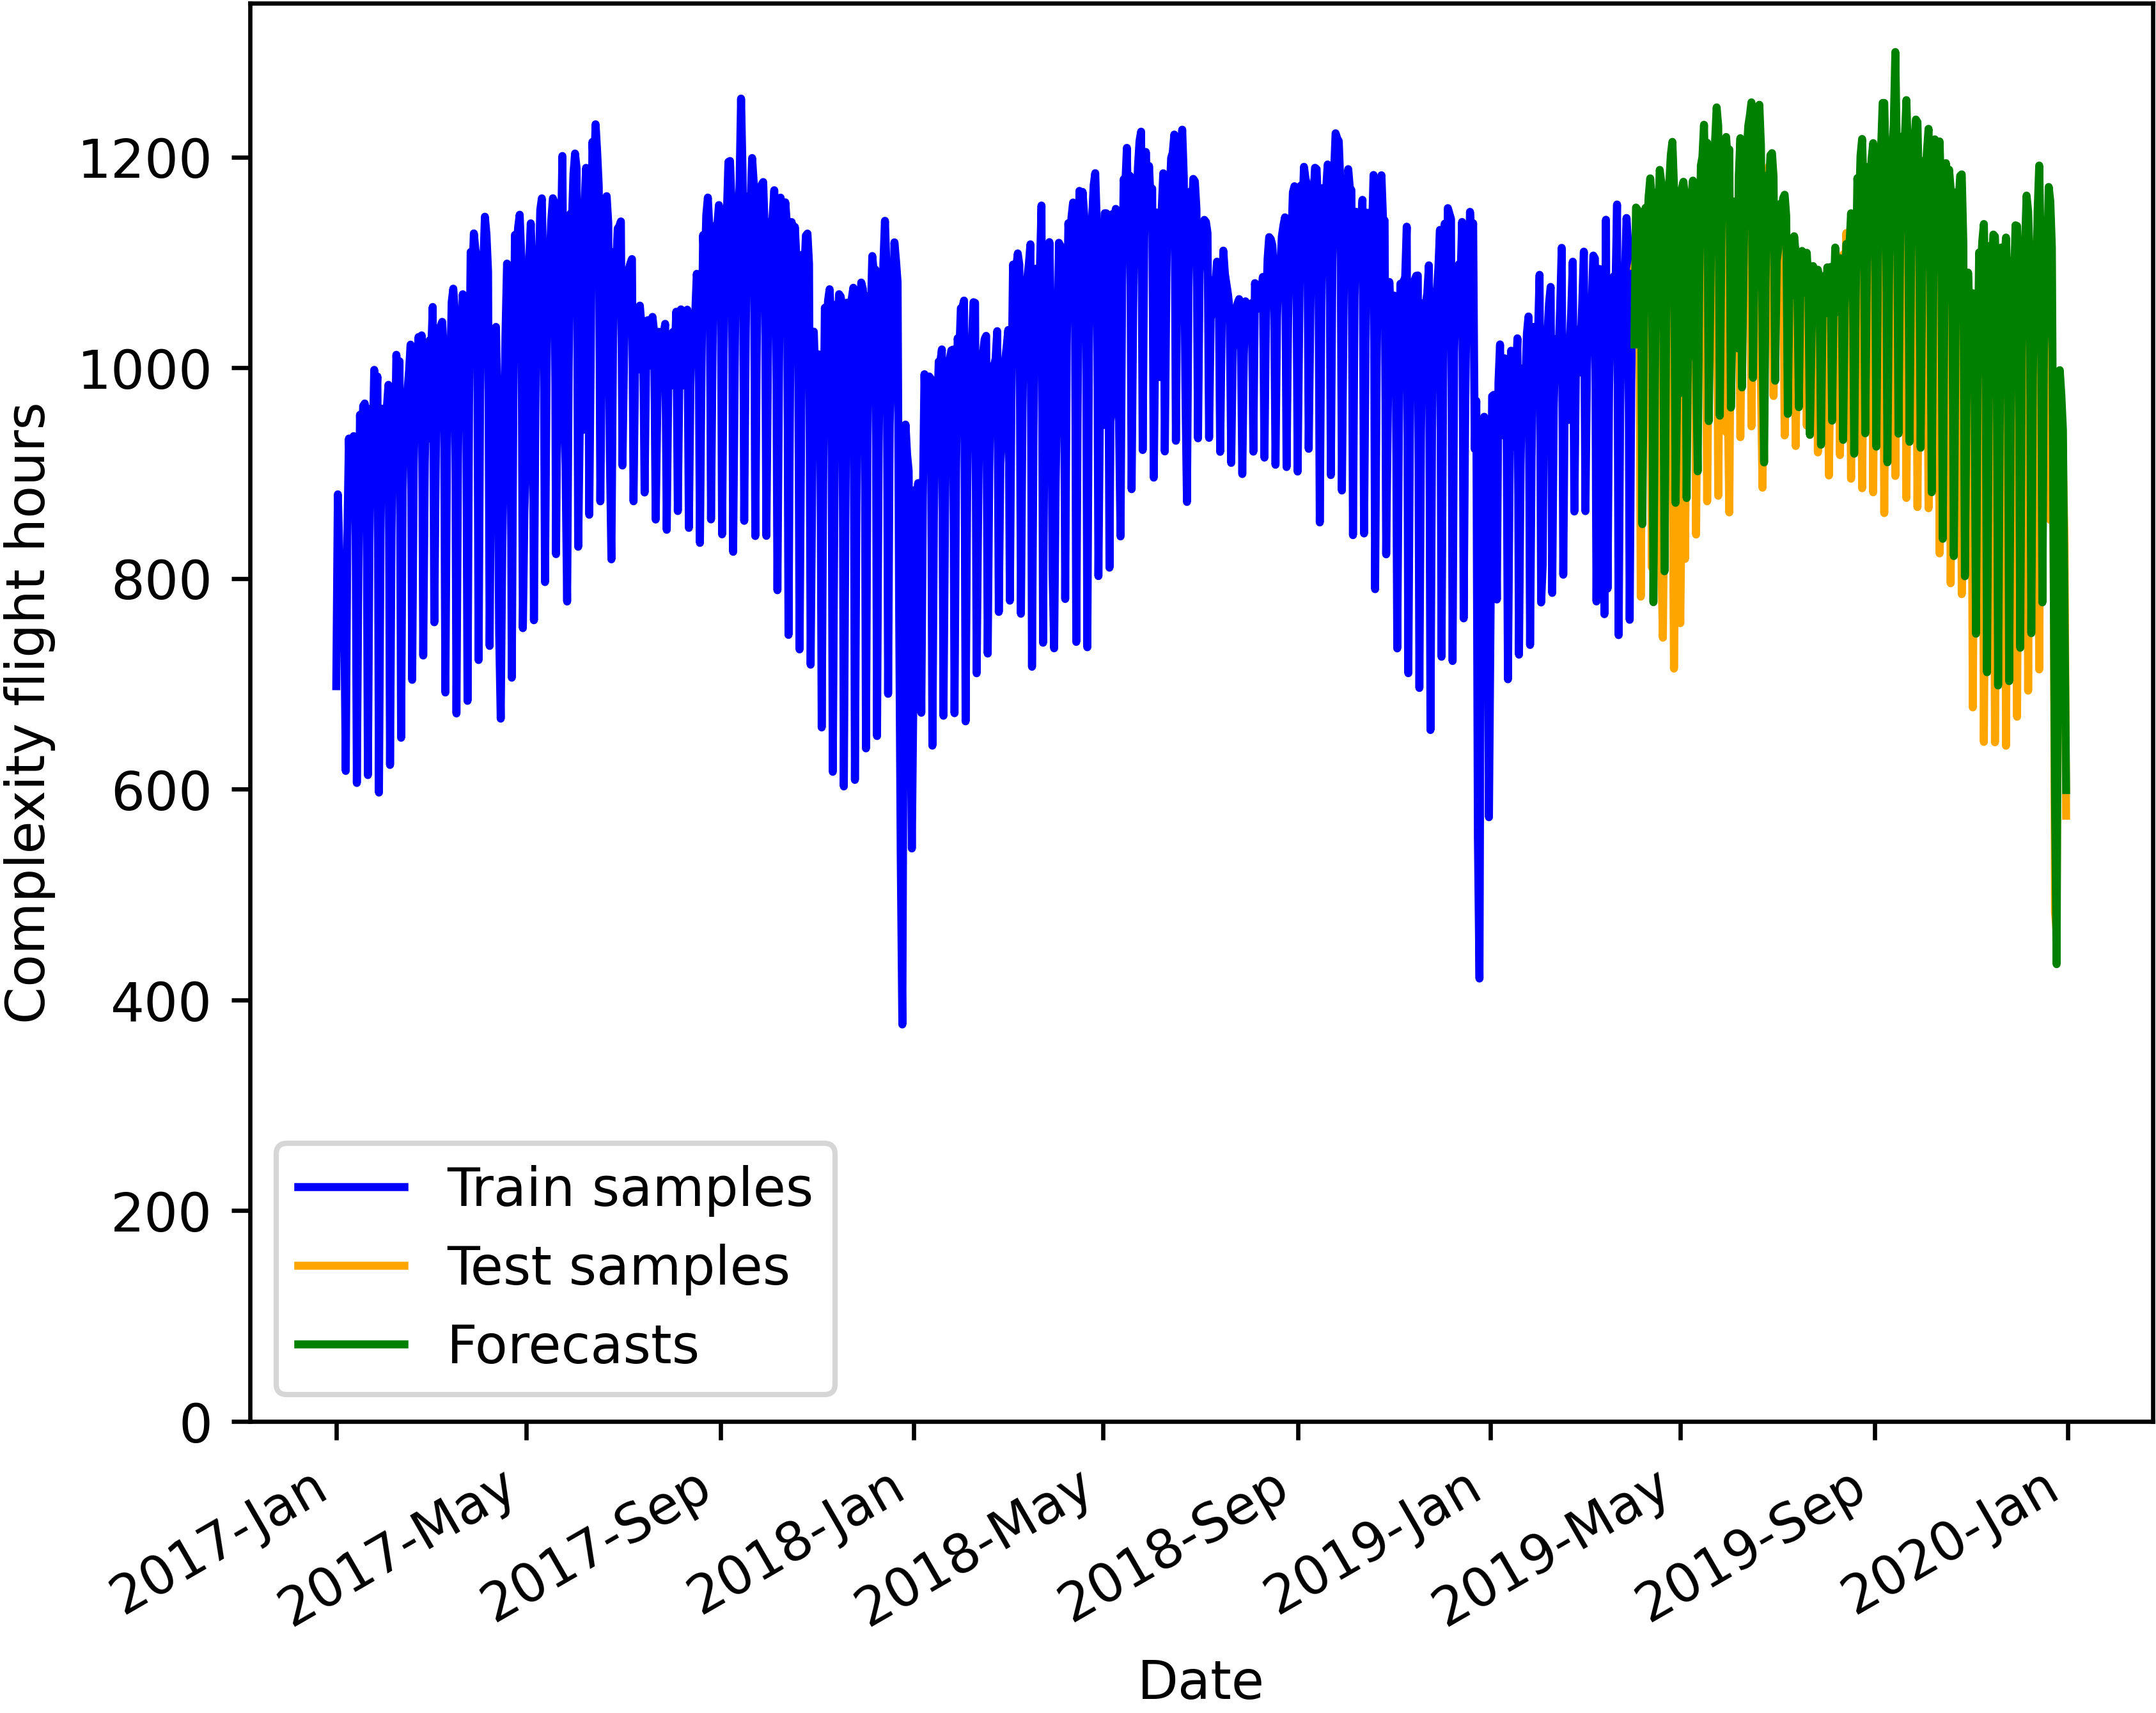 Complexity flight hours
1200
1000
800
600
400
200
0
Train samples
Test samples
Forecasts
2017-Jan
2017-May
2017-Sep
2018-Jan
2018-May
2018-Sep
2019-Jan
2019-May
2019-Sep
2020-Jan
Date